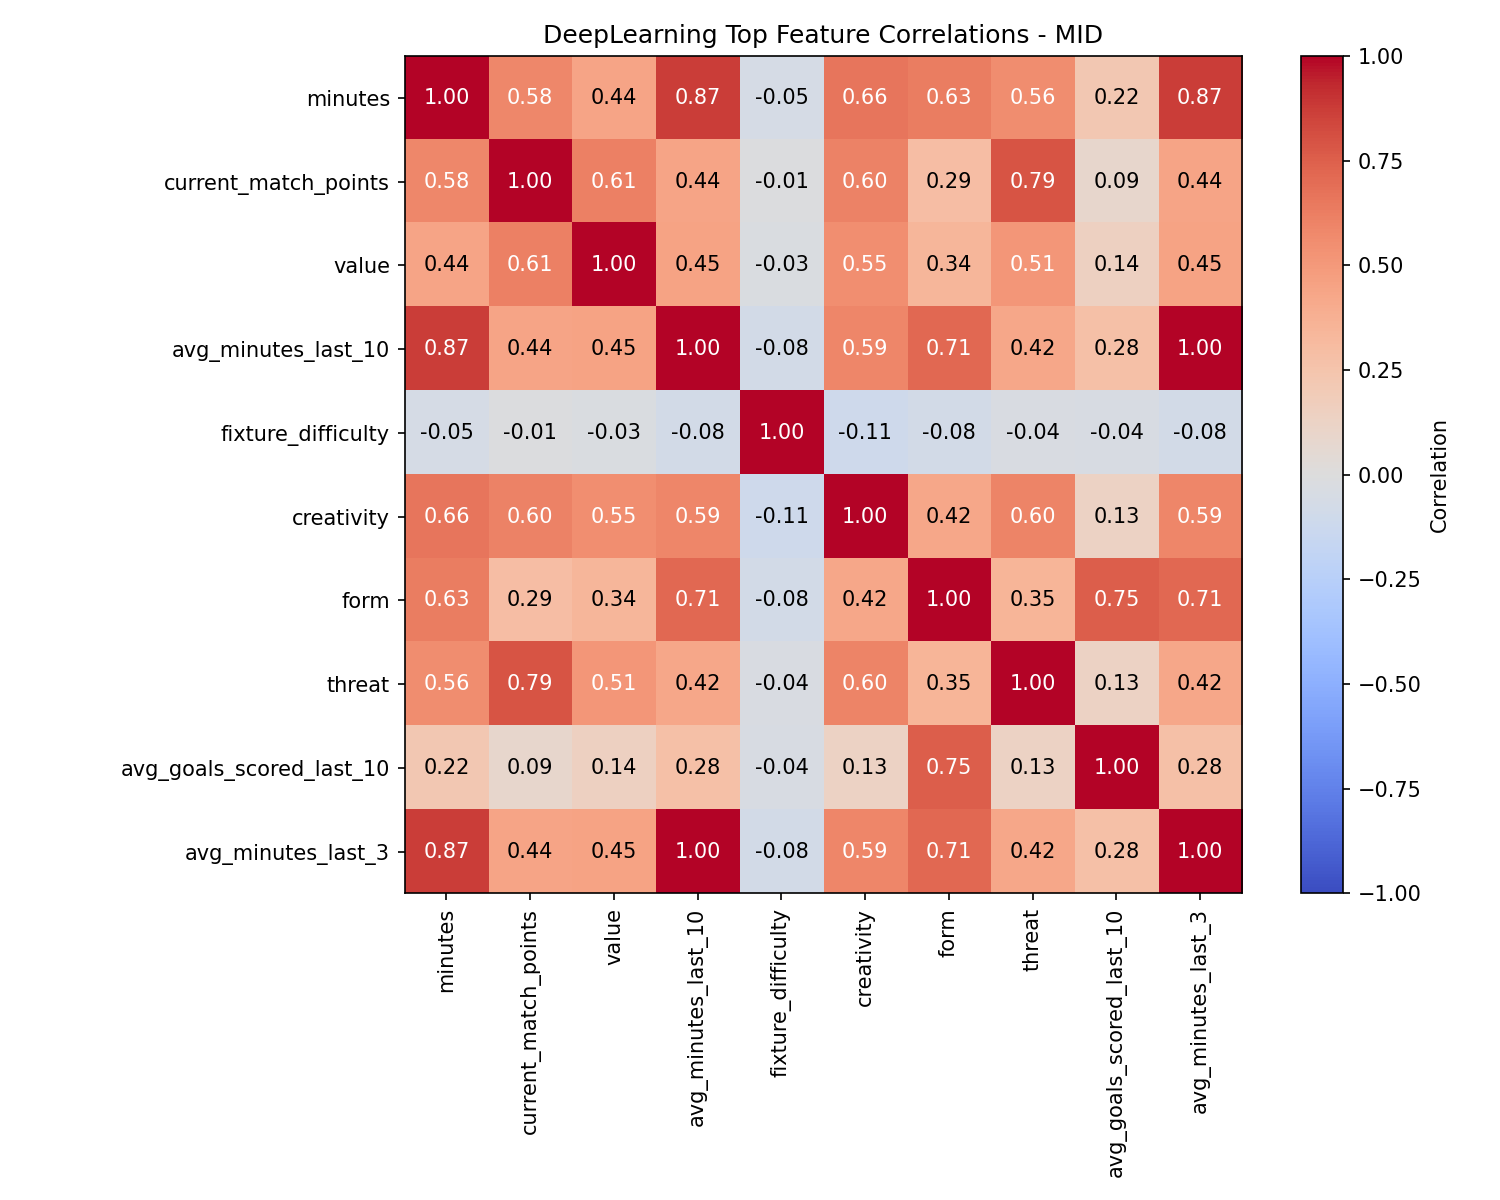 DeepLearning Top Feature Correlations - MID
minutes 1.00 0.58 0.44 0.87 -0.05 0.66 0.63 0.56 0.22 0.87
current_match_points 0.58 1.00 0.61 0.44 -0.01 0.60 0.29 0.79 0.09 0.44
value 0.44 0.61 1.00 0.45 -0.03 0.55 0.34 0.51 0.14 0.45
avg_minutes_last_10 0.87 0.44 0.45 1.00 -0.08 0.59 0.71 0.42 0.28 1.00
fixture_difficulty -0.05 -0.01 -0.03 -0.08 1.00 -0.11 -0.08 -0.04 -0.04 -0.08
creativity 0.66 0.60 0.55 0.59 -0.11 1.00 0.42 0.60 0.13 0.59
form 0.63 0.29 0.34 0.71 -0.08 0.42 1.00 0.35 0.75 0.71
threat 0.56 0.79 0.51 0.42 -0.04 0.60 0.35 1.00 0.13 0.42
avg_goals_scored_last_10 0.22 0.09 0.14 0.28 -0.04 0.13 0.75 0.13 1.00 0.28
avg_minutes_last_3 0.87 0.44 0.45 1.00 -0.08 0.59 0.71 0.42 0.28 1.00
minutes
current_match_points
value
avg_minutes_last_10
fixture_difficulty
creativity
form
threat
avg_goals_scored_last_10
avg_minutes_last_3
1.00
0.75
0.50
0.25
0.00
−0.25
−0.50
−0.75
−1.00
Correlation